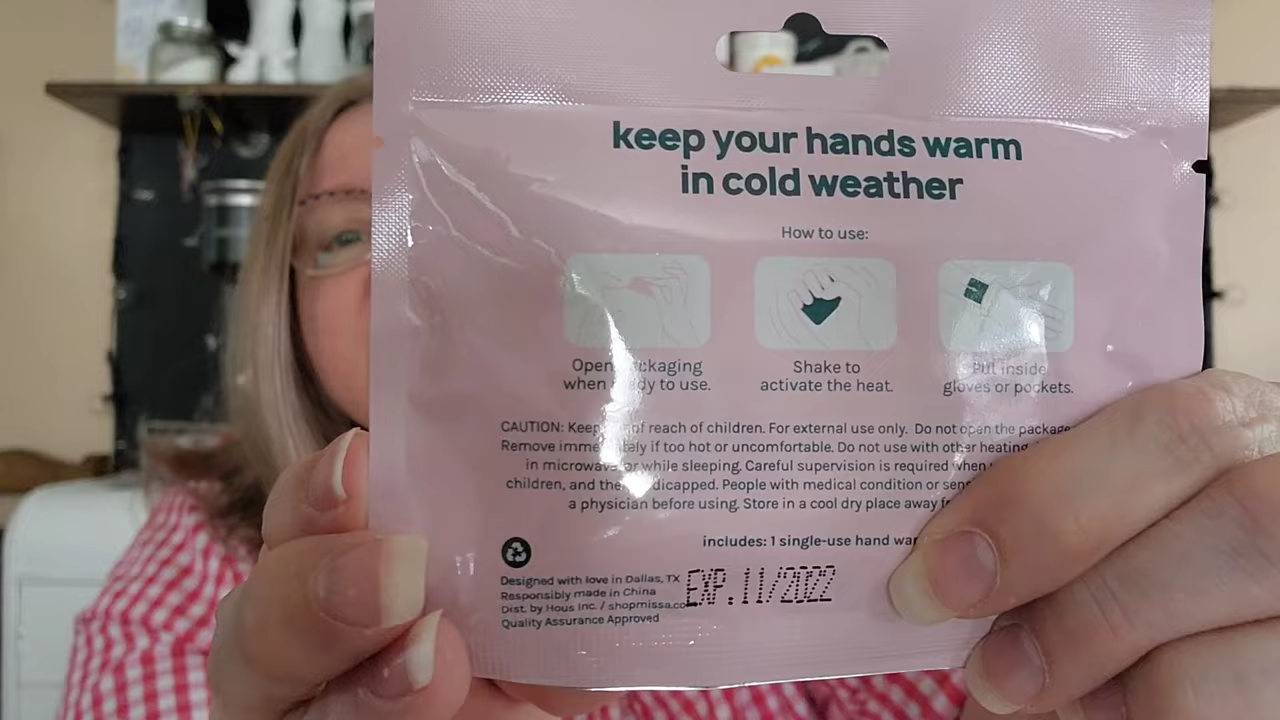 keep your hands warm
in cold weather
How to use:
Open
when to use.
Shake to
activate the heat.
Put inside
gloves or pockets.
CAUTION: Keep of reach of children. For external use only. Do not open the package
Remove if too hot or uncomfortable. Do not use with other heating
in microwave or while sleeping. Careful supervision is required when
children, and the People with medical condition or
a physician before using. Store in a cool dry place away
includes: 1 single-use hand
Designed with love in Dallas, TX
Responsibly made in China
Dist. by Hous Inc. / shopmissa.co
Quality Assurance Approved
EXP.11/2022